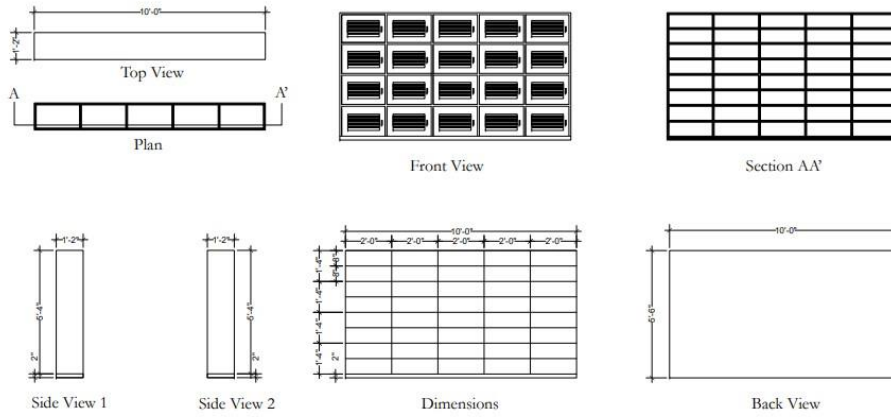 10'-0"
1'-2"
Top View
A A'
Plan
Front View
Section AA'
1'-2"
5'-4"
2"
Side View 1
1'-2"
5'-4"
2"
Side View 2
10'-0"
2'-0" 2'-0" 2'-0" 2'-0" 2'-0"
1'-4"
8"
8"
1'-4"
1'-4"
1'-4"
2"
Dimensions
10'-0"
5'-6"
Back View